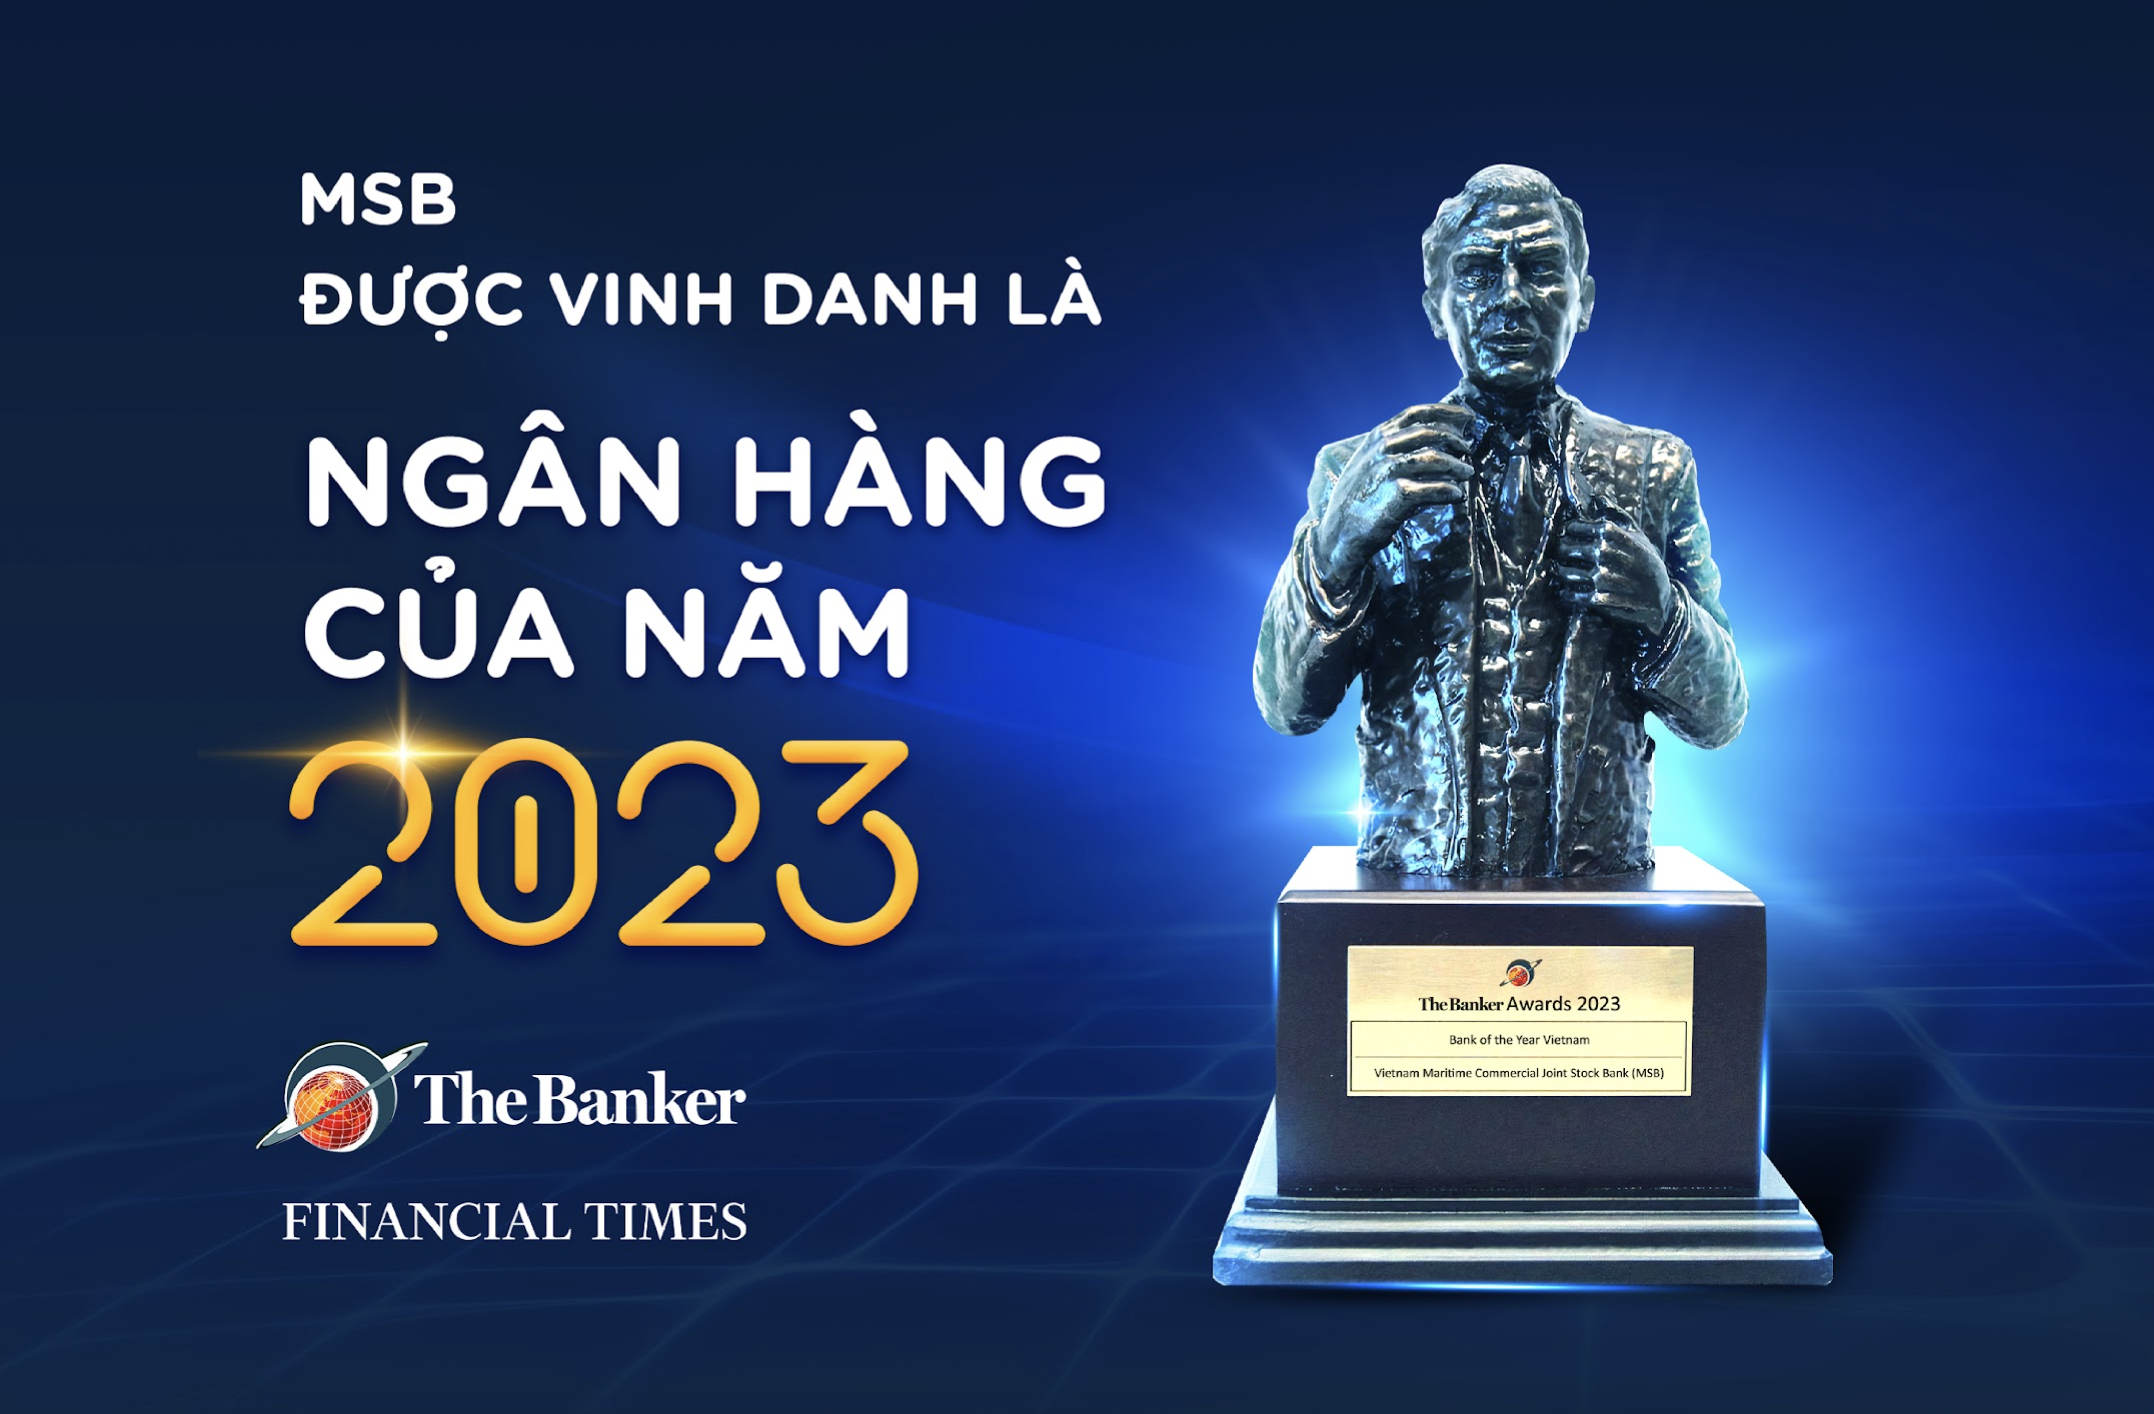 MSB
ĐƯỢC VINH DANH LÀ
NGÂN HÀNG
CỦA NĂM
2023
The Banker
FINANCIAL TIMES
The Banker Awards 2023
Bank of the Year Vietnam
Vietnam Maritime Commercial Joint Stock Bank (MSB)